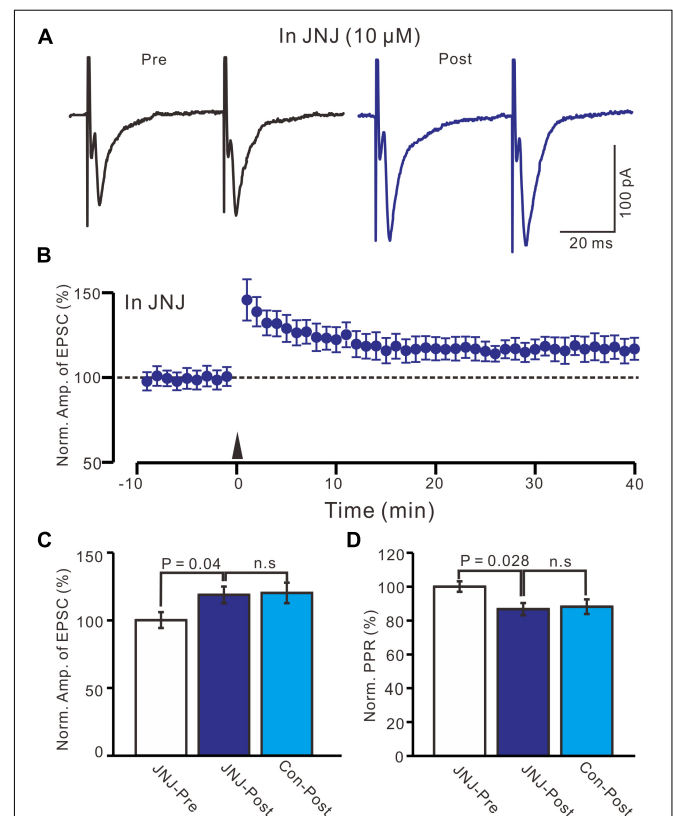 A
In JNJ (10 µM)
Pre
Post
100 pA
20 ms
B
Norm. Amp. of EPSC (%)
150
100
50
In JNJ
-10
0
10
20
30
40
Time (min)
C
Norm. Amp. of EPSC (%)
150
100
50
0
P = 0.04
n.s
JNJ-Pre
JNJ-Post
Con-Post
D
Norm. PPR (%)
120
100
80
60
40
20
0
P = 0.028
n.s
JNJ-Pre
JNJ-Post
Con-Post